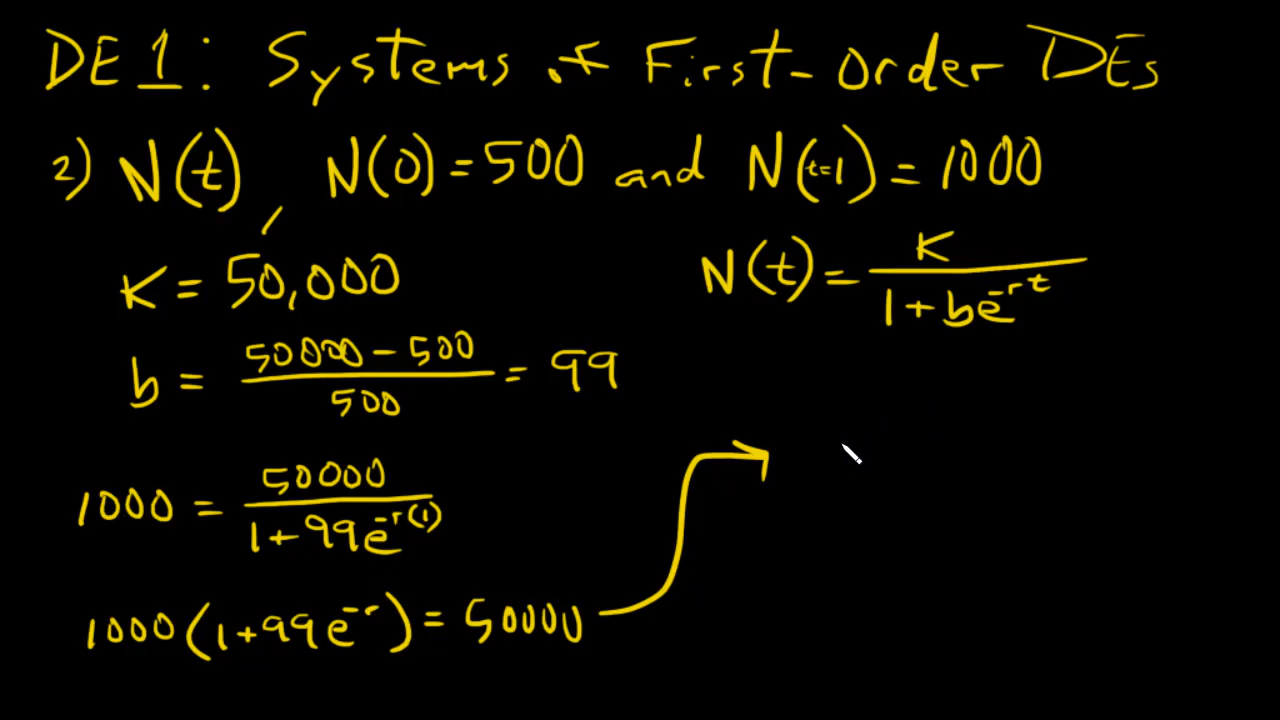 DE 1: Systems of First-Order DEs
2) N(t), N(0) = 500 and N(t=1) = 1000
K = 50,000
N(t) = K / (1 + be^(-rt))
b = (50000 - 500) / 500 = 99
1000 = 50000 / (1 + 99e^(-r(1)))
1000(1+99e^(-r)) = 50000 →